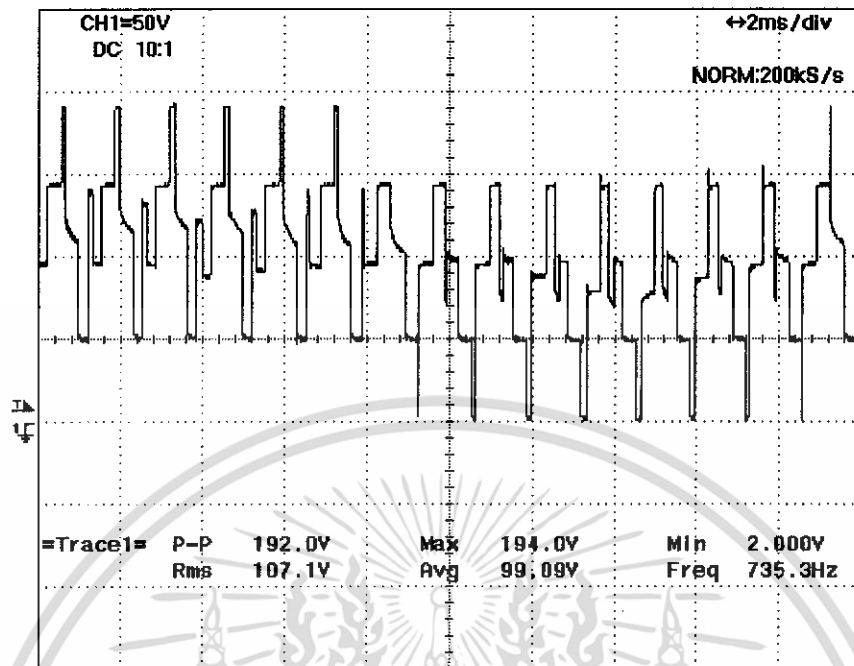 CH1=50V
DC 10:1
↔2ms/div
NORM:200kS/s
T
1
=Trace1= P-P 192.0V Max 194.0V Min 2.000V
Rms 107.1V Avg 99.09V Freq 735.3Hz